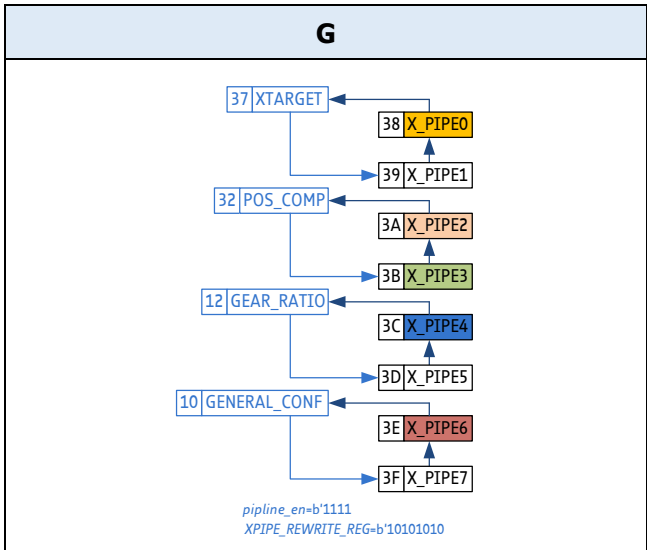 G
37 XTARGET
38 X_PIPE0
39 X_PIPE1
32 POS_COMP
3A X_PIPE2
3B X_PIPE3
12 GEAR_RATIO
3C X_PIPE4
3D X_PIPE5
10 GENERAL_CONF
3E X_PIPE6
3F X_PIPE7
pipline_en=b'1111
XPIPE_REWRITE_REG=b'10101010